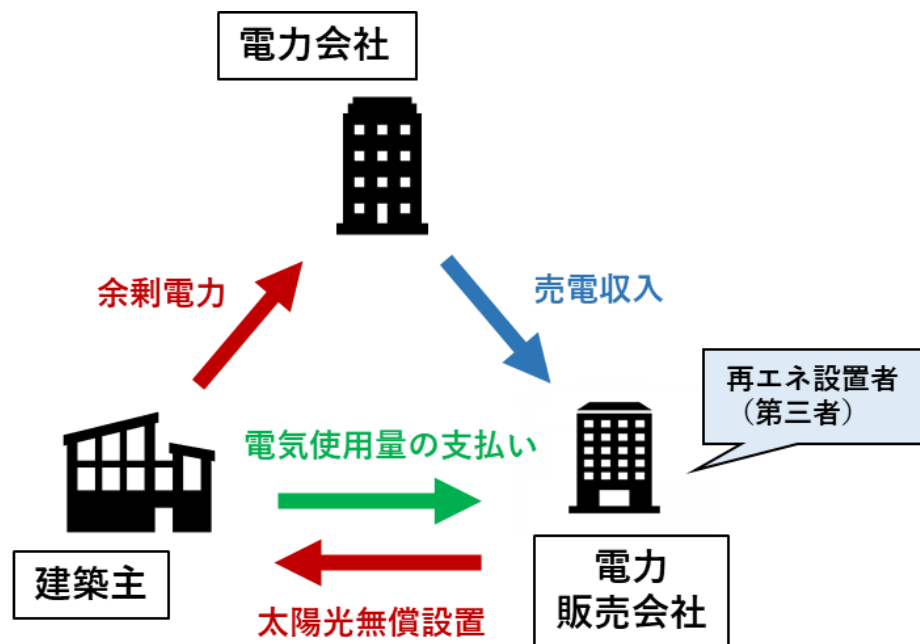 電力会社
余剰電力
売電収入
再エネ設置者
（第三者）
電気使用量の支払い
建築主
電力
販売会社
太陽光無償設置